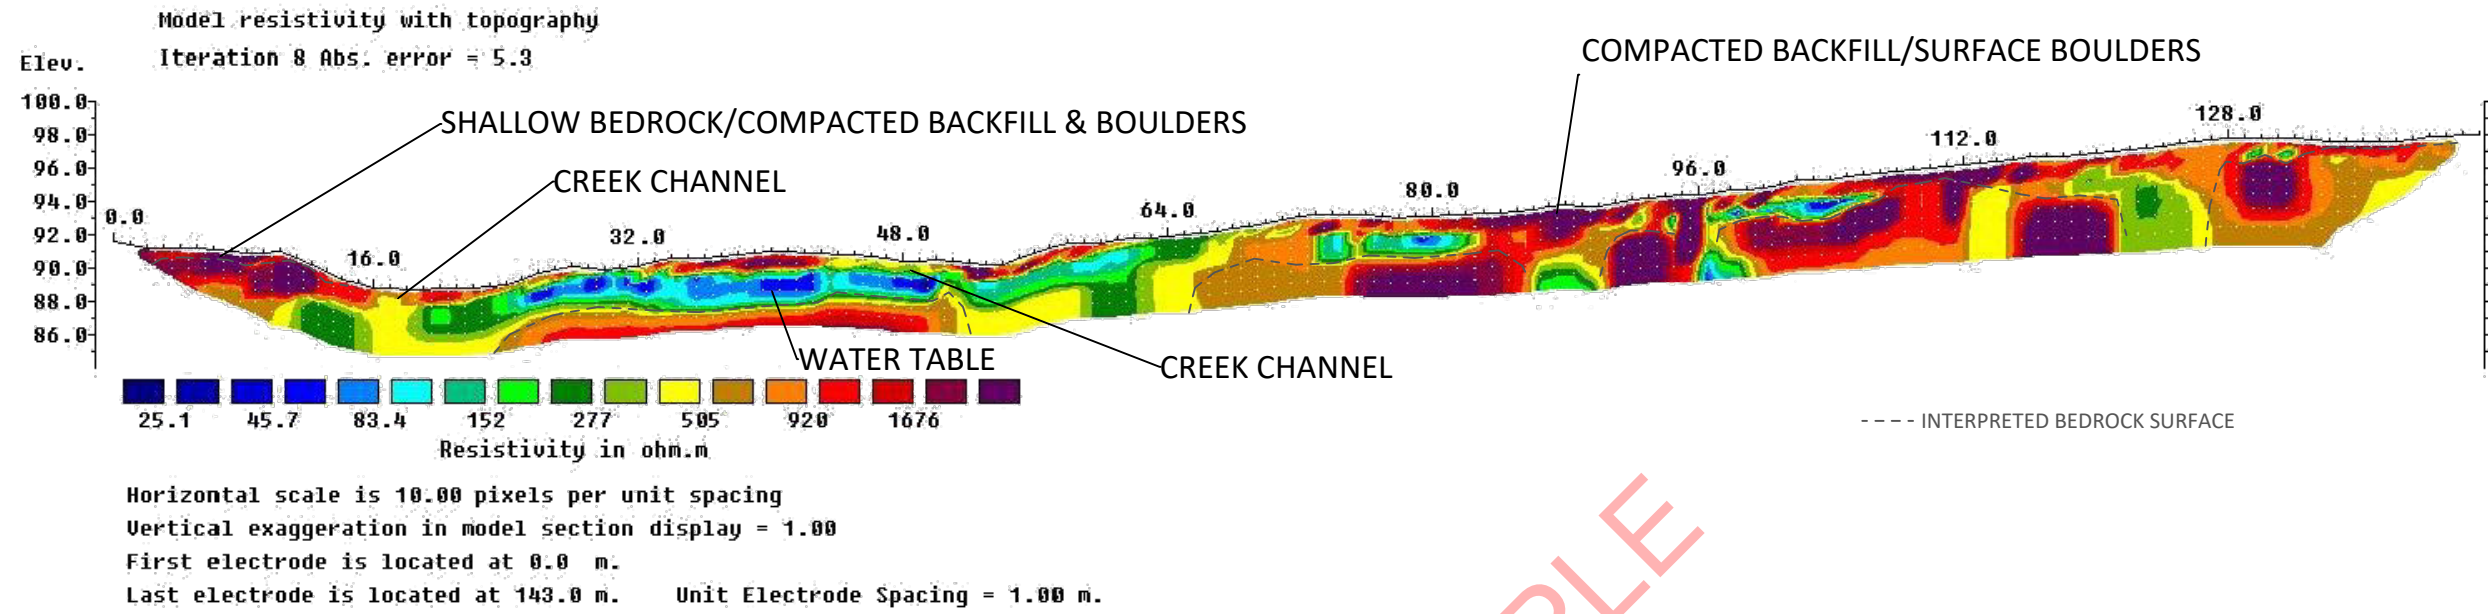 Model resistivity with topography
Iteration 8 Abs. error = 5.3
COMPACTED BACKFILL/SURFACE BOULDERS
Elev.
100.0
98.0
96.0
94.0
92.0
90.0
88.0
86.0
SHALLOW BEDROCK/COMPACTED BACKFILL & BOULDERS
CREEK CHANNEL
0.0
16.0
32.0
48.0
64.0
80.0
96.0
112.0
128.0
WATER TABLE
CREEK CHANNEL
25.1 45.7 83.4 152 277 505 920 1676
Resistivity in ohm.m
---- INTERPRETED BEDROCK SURFACE
Horizontal scale is 10.00 pixels per unit spacing
Vertical exaggeration in model section display = 1.00
First electrode is located at 0.0 m.
Last electrode is located at 143.0 m. Unit Electrode Spacing = 1.00 m.
PLE